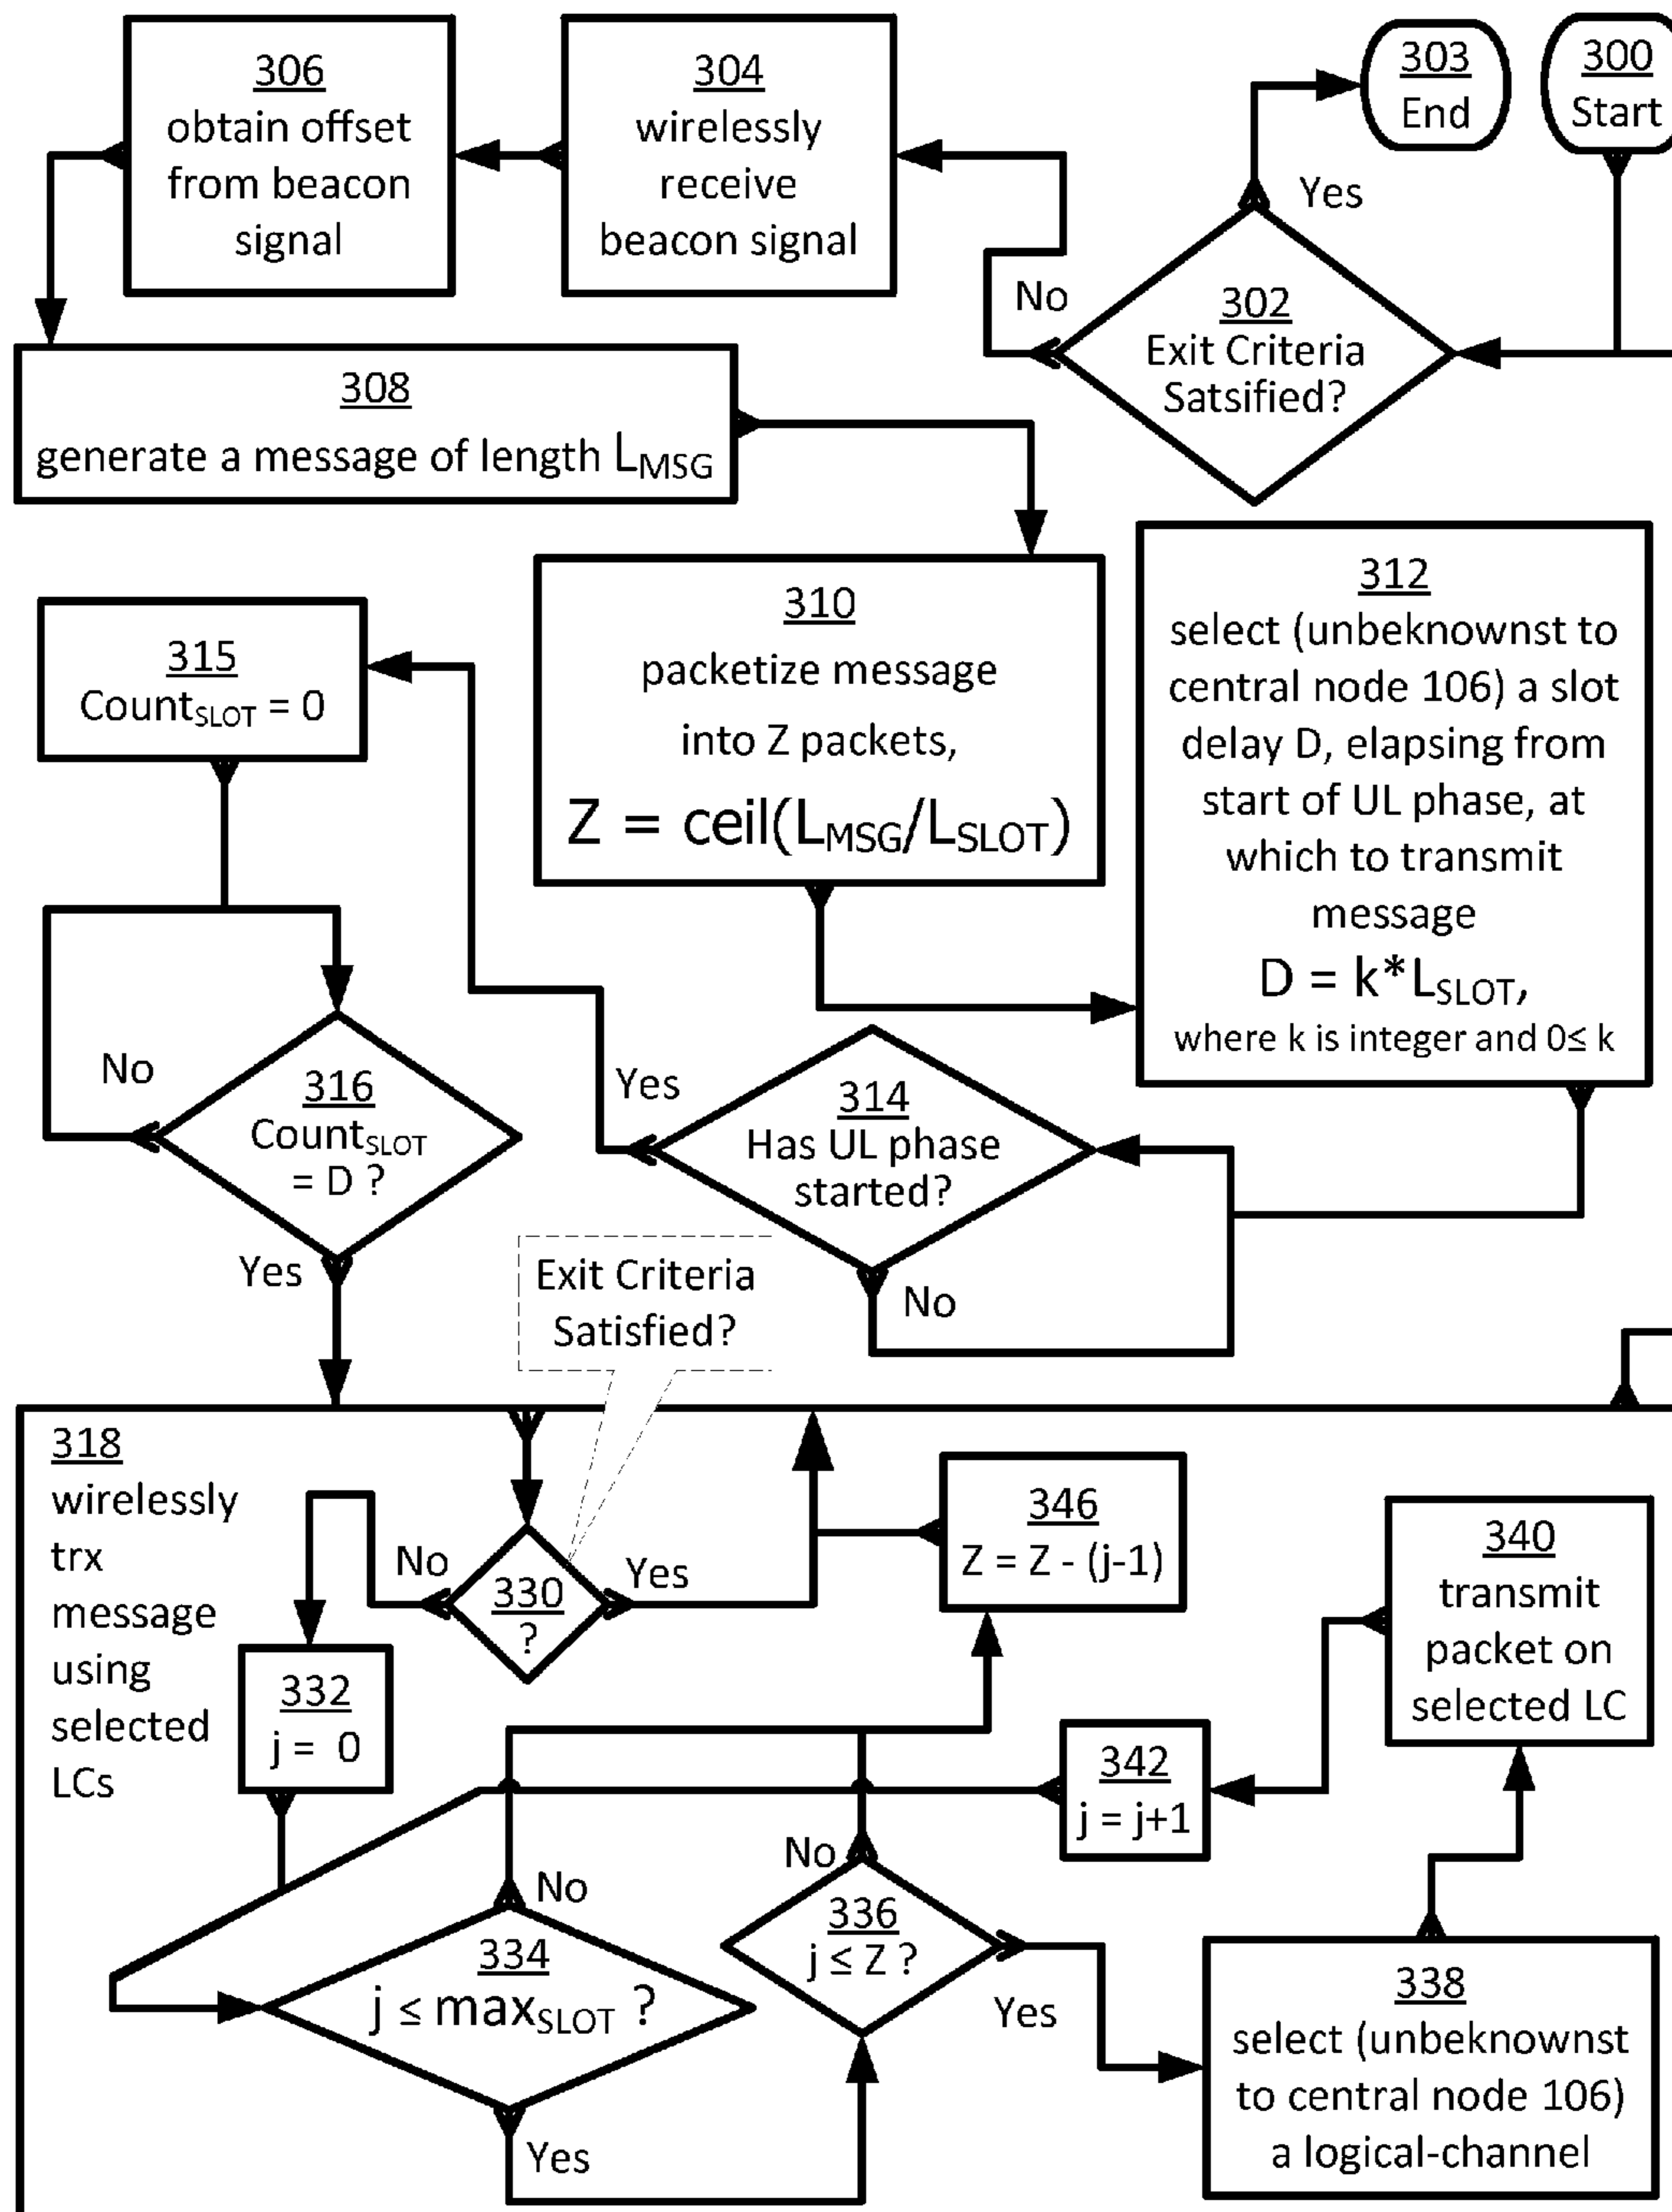 300
Start
303
End
Yes
302
Exit Criteria
Satsified?
No
304
wirelessly
receive
beacon signal
306
obtain offset
from beacon
signal
308
generate a message of length LMSG
310
packetize message
into Z packets,
Z = ceil(LMSG/LSLOT)
312
select (unbeknownst to
central node 106) a slot
delay D, elapsing from
start of UL phase, at
which to transmit
message
D = k*LSLOT,
where k is integer and 0≤ k
314
Has UL phase
started?
Yes
No
315
CountSLOT = 0
316
CountSLOT
= D ?
No
Yes
Exit Criteria
Satisfied?
318
wirelessly
trx
message
using
selected
LCs
330
?
No
Yes
332
j = 0
334
j ≤ maxSLOT ?
No
Yes
336
j ≤ Z ?
No
Yes
338
select (unbeknownst
to central node 106)
a logical-channel
340
transmit
packet on
selected LC
342
j = j+1
346
Z = Z - (j-1)